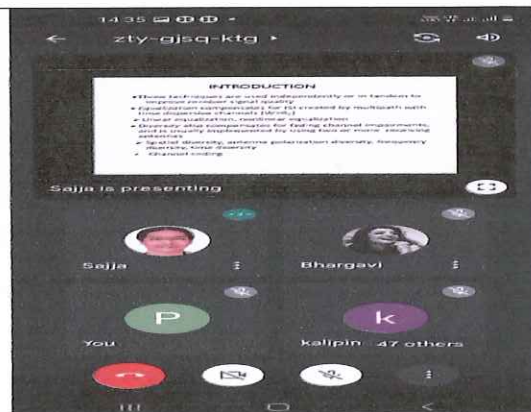 14:35
zty-gjsq-ktg
INTRODUCTION
•Three techniques are used independently or in tandem to
improve receiver signal quality
•Equalization compensates for ISI created by multipath with
time dispersive channels
➢ Linear equalization, nonlinear equalization
•Diversity also compensates for fading channel impairments,
and is usually implemented by using two or more receiving
antennas
➢ Spatial diversity, antenna polarization diversity, frequency
diversity, time diversity
➢ Channel coding
Sajja is presenting
Sajja
Bhargavi
P
You
k
kalipin 47 others